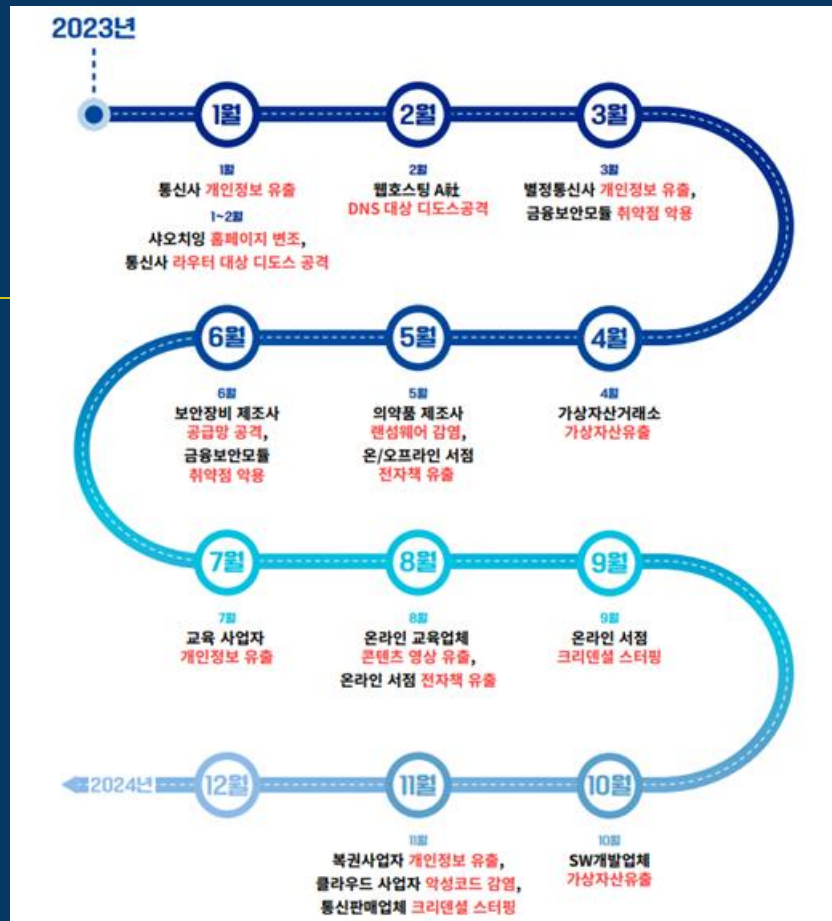 2023년
1월
2월
3월
1월
통신사 개인정보 유출
1~2월
샤오치잉 홈페이지 변조,
통신사 라우터 대상 디도스 공격
2월
웹호스팅 A社
DNS 대상 디도스공격
3월
별정통신사 개인정보 유출,
금융보안모듈 취약점 악용
4월
4월
가상자산거래소
가상자산유출
5월
5월
의약품 제조사
랜섬웨어 감염,
온/오프라인 서점
전자책 유출
6월
6월
보안장비 제조사
공급망 공격,
금융보안모듈
취약점 악용
7월
7월
교육 사업자
개인정보 유출
8월
8월
온라인 교육업체
콘텐츠 영상 유출,
온라인 서점 전자책 유출
9월
9월
온라인 서점
크리덴셜 스터핑
10월
10월
SW개발업체
가상자산유출
11월
11월
복권사업자 개인정보 유출,
클라우드 사업자 악성코드 감염,
통신판매업체 크리덴셜 스터핑
12월
2024년